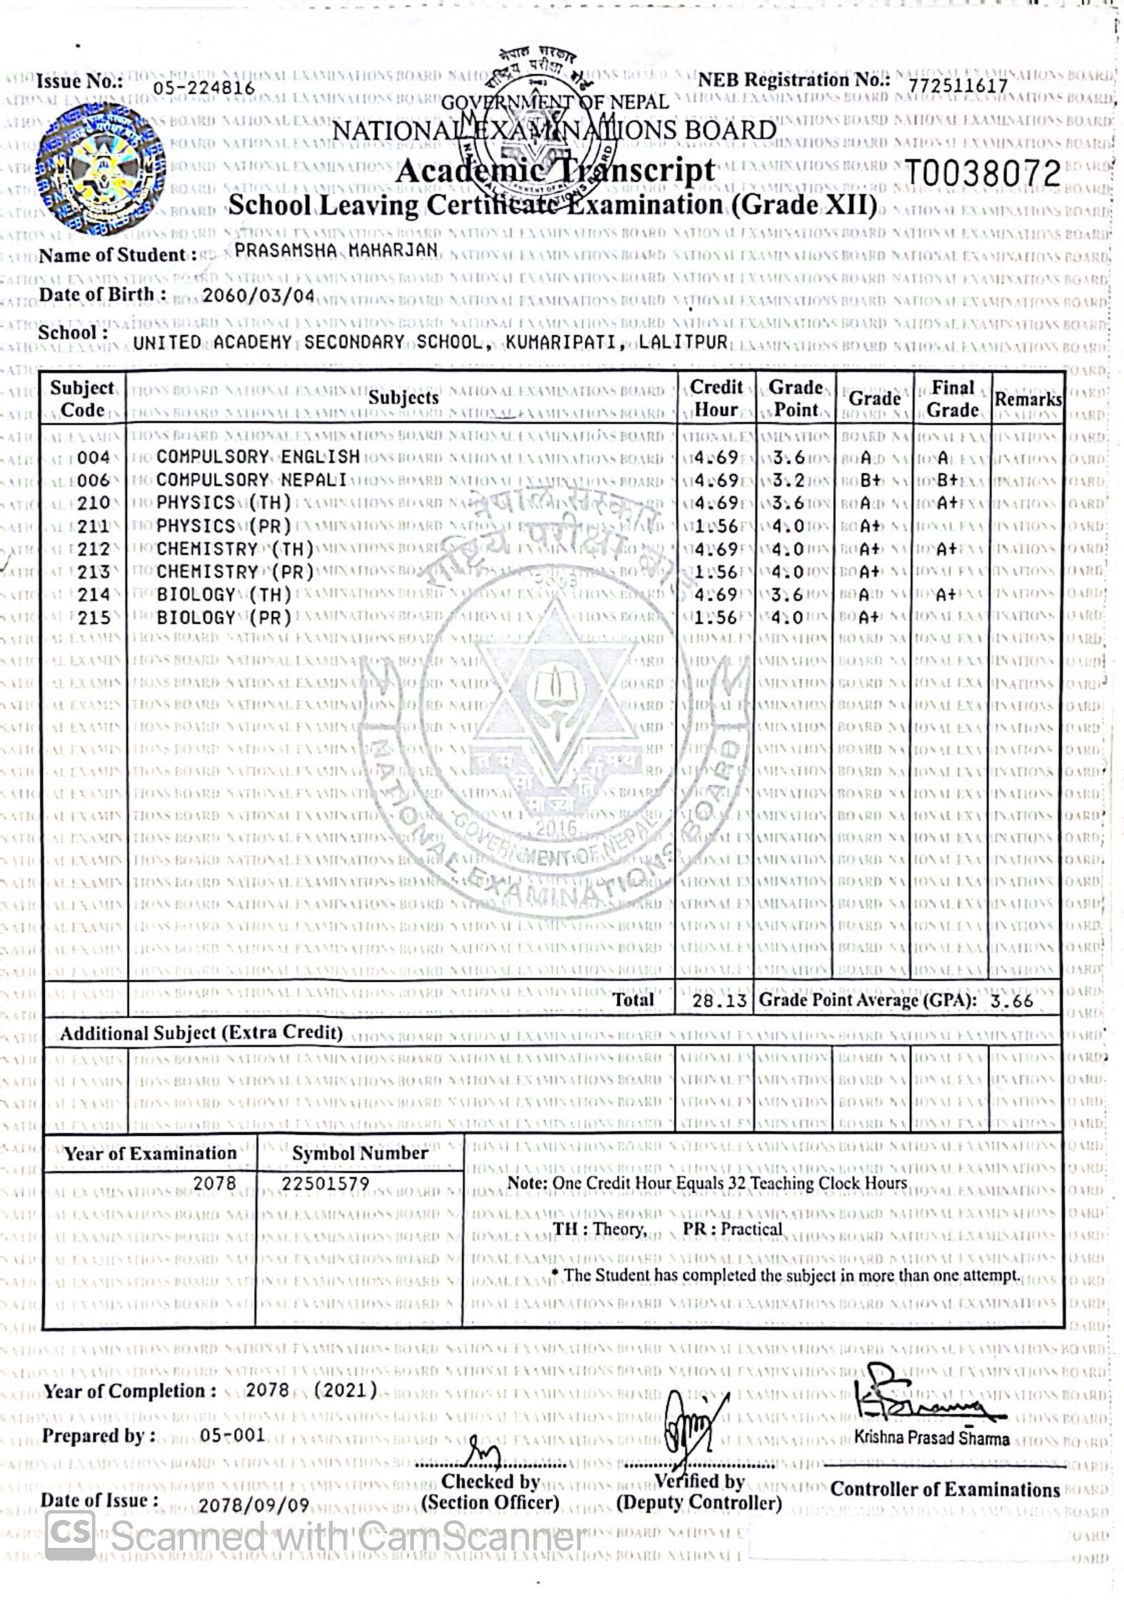 नेपाल सरकार
राष्ट्रिय परीक्षा बोर्ड
Issue No.: 05-224816
NEB Registration No.: 772511617
GOVERNMENT OF NEPAL
NATIONAL EXAMINATIONS BOARD
Academic Transcript
T0038072
School Leaving Certificate Examination (Grade XII)
Name of Student : PRASAMSHA MAHARJAN
Date of Birth : 2060/03/04
School : UNITED ACADEMY SECONDARY SCHOOL, KUMARIPATI, LALITPUR
Subject Code Subjects Credit Hour Grade Point Grade Final Grade Remarks
004 COMPULSORY ENGLISH 4.69 3.6 A A
006 COMPULSORY NEPALI 4.69 3.2 B+ B+
210 PHYSICS (TH) 4.69 3.6 A A+
211 PHYSICS (PR) 1.56 4.0 A+
212 CHEMISTRY (TH) 4.69 4.0 A+ A+
213 CHEMISTRY (PR) 1.56 4.0 A+
214 BIOLOGY (TH) 4.69 3.6 A A+
215 BIOLOGY (PR) 1.56 4.0 A+
नेपाल सरकार
राष्ट्रिय परीक्षा बोर्ड
२०७३
2016
GOVERNMENT OF NEPAL
NATIONAL EXAMINATIONS BOARD
Total 28.13 Grade Point Average (GPA): 3.66
Additional Subject (Extra Credit)
Year of Examination Symbol Number
2078 22501579
Note: One Credit Hour Equals 32 Teaching Clock Hours
TH : Theory, PR : Practical
* The Student has completed the subject in more than one attempt.
Year of Completion : 2078 (2021)
Prepared by : 05-001
Krishna Prasad Sharma
Checked by
(Section Officer)
Verified by
(Deputy Controller)
Controller of Examinations
Date of Issue : 2078/09/09
CS Scanned with CamScanner